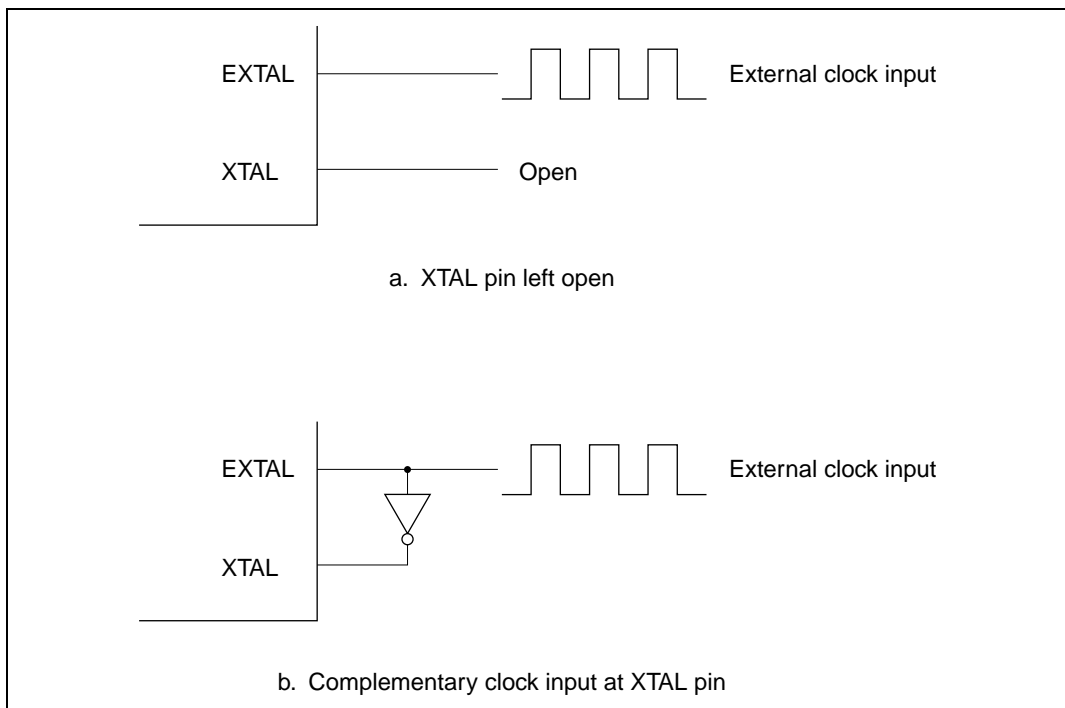 EXTAL
External clock input
XTAL
Open
a. XTAL pin left open
EXTAL
External clock input
XTAL
b. Complementary clock input at XTAL pin